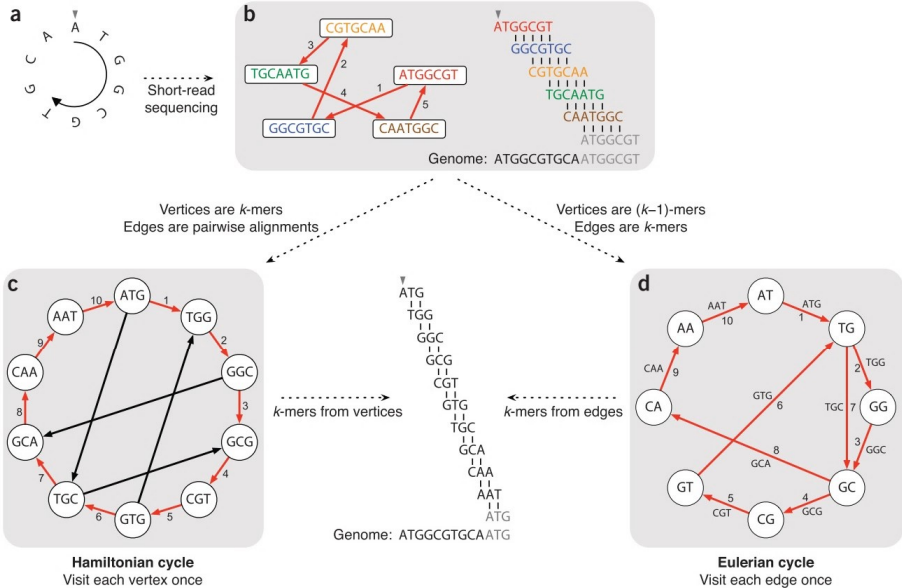 a
A
T
G
G
C
G
T
G
C
A
Short-read
sequencing
b
CGTGCAA
TGCAATG
ATGGCGT
GGCGTGC
CAATGGC
1
2
3
4
5
ATGGCGT
GGCGTGC
CGTGCAA
TGCAATG
CAATGGC
ATGGCGT
Genome: ATGGCGTGCAATGGCGT
Vertices are k-mers
Edges are pairwise alignments
Vertices are (k–1)-mers
Edges are k-mers
c
ATG
TGG
GGC
GCG
CGT
GTG
TGC
GCA
CAA
AAT
1
2
3
4
5
6
7
8
9
10
Hamiltonian cycle
Visit each vertex once
k-mers from vertices
ATG
TGG
GGC
GCG
CGT
GTG
TGC
GCA
CAA
AAT
ATG
Genome: ATGGCGTGCAATG
k-mers from edges
d
AT
TG
GG
GC
CG
GT
CA
AA
ATG
1
TGG
2
GGC
3
4
GCG
5
CGT
GTG
6
TGC 7
8
GCA
CAA 9
AAT
10
Eulerian cycle
Visit each edge once